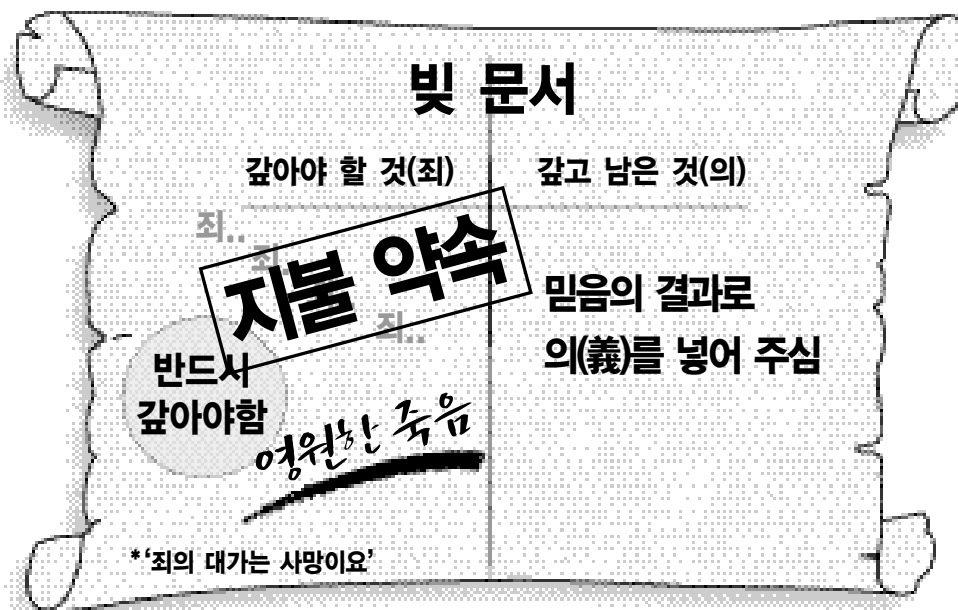 빚 문서
갚아야 할 것(죄)
갚고 남은 것(의)
죄..
죄..
지불 약속
죄..
믿음의 결과로
의(義)를 넣어 주심
반드시
갚아야함
영원한 죽음
*‘죄의 대가는 사망이요’